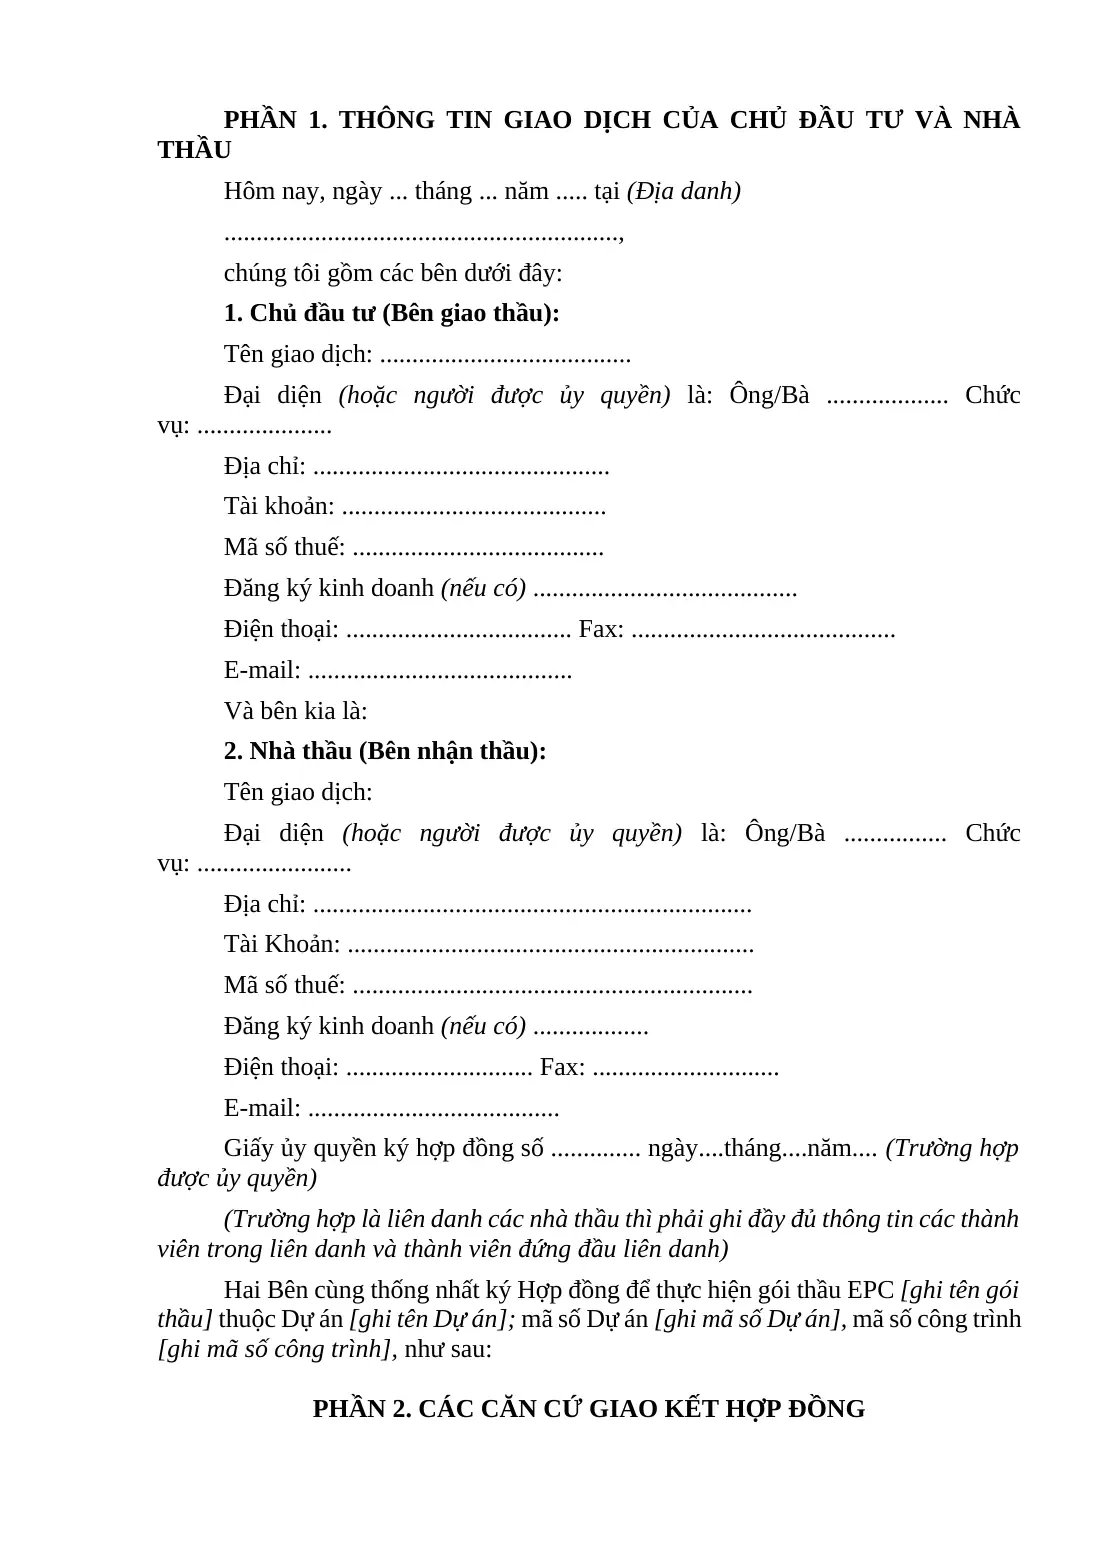 PHẦN 1. THÔNG TIN GIAO DỊCH CỦA CHỦ ĐẦU TƯ VÀ NHÀ
THẦU
Hôm nay, ngày ... tháng ... năm ..... tại (Địa danh)
.............................................................,
chúng tôi gồm các bên dưới đây:
1. Chủ đầu tư (Bên giao thầu):
Tên giao dịch: .......................................
Đại diện (hoặc người được ủy quyền) là: Ông/Bà ................... Chức
vụ: .....................
Địa chỉ: ..............................................
Tài khoản: .........................................
Mã số thuế: .......................................
Đăng ký kinh doanh (nếu có) .........................................
Điện thoại: ................................... Fax: .........................................
E-mail: .........................................
Và bên kia là:
2. Nhà thầu (Bên nhận thầu):
Tên giao dịch:
Đại diện (hoặc người được ủy quyền) là: Ông/Bà ................ Chức
vụ: ........................
Địa chỉ: ....................................................................
Tài Khoản: ...............................................................
Mã số thuế: ..............................................................
Đăng ký kinh doanh (nếu có) ..................
Điện thoại: ............................. Fax: .............................
E-mail: .......................................
Giấy ủy quyền ký hợp đồng số .............. ngày....tháng....năm.... (Trường hợp
được ủy quyền)
(Trường hợp là liên danh các nhà thầu thì phải ghi đầy đủ thông tin các thành
viên trong liên danh và thành viên đứng đầu liên danh)
Hai Bên cùng thống nhất ký Hợp đồng để thực hiện gói thầu EPC [ghi tên gói
thầu] thuộc Dự án [ghi tên Dự án]; mã số Dự án [ghi mã số Dự án], mã số công trình
[ghi mã số công trình], như sau:
PHẦN 2. CÁC CĂN CỨ GIAO KẾT HỢP ĐỒNG